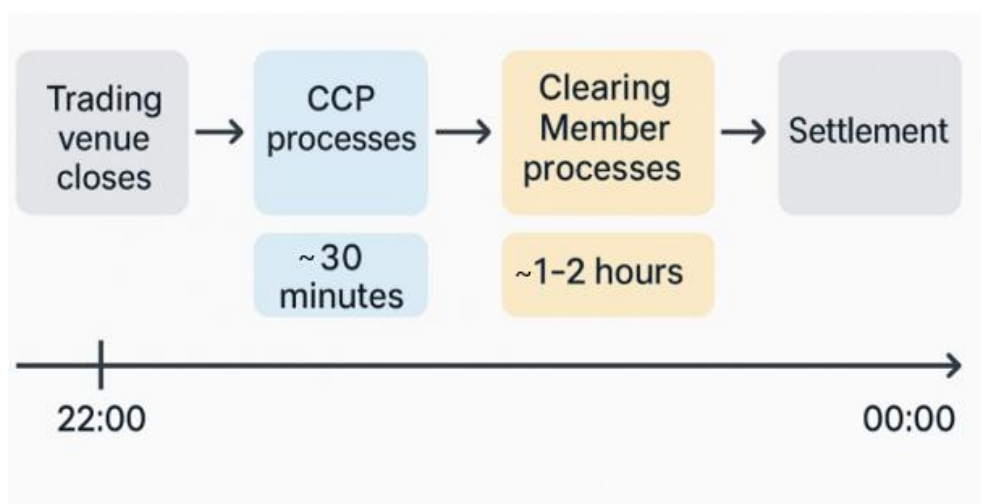 Trading
venue
closes
CCP
processes
Clearing
Member
processes
Settlement
~30
minutes
~1-2 hours
22:00
00:00